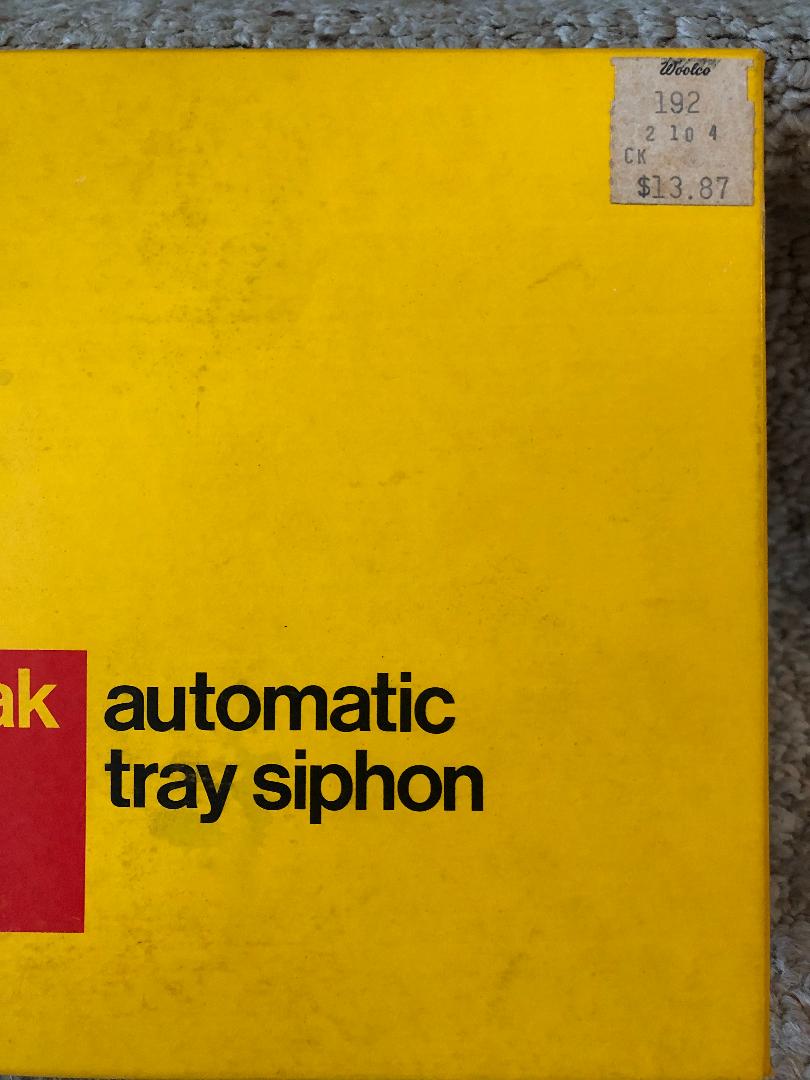 Woolco
192
2 10 4
CK
$13.87
ak
automatic
tray siphon